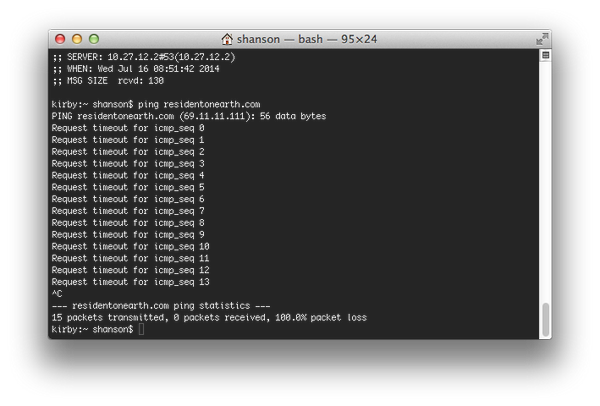 shanson — bash — 95×24
;; SERVER: 10.27.12.2#53(10.27.12.2)
;; WHEN: Wed Jul 16 08:51:42 2014
;; MSG SIZE  rcvd: 130
kirby:~ shanson$ ping residentonearth.com
PING residentonearth.com (69.11.11.111): 56 data bytes
Request timeout for icmp_seq 0
Request timeout for icmp_seq 1
Request timeout for icmp_seq 2
Request timeout for icmp_seq 3
Request timeout for icmp_seq 4
Request timeout for icmp_seq 5
Request timeout for icmp_seq 6
Request timeout for icmp_seq 7
Request timeout for icmp_seq 8
Request timeout for icmp_seq 9
Request timeout for icmp_seq 10
Request timeout for icmp_seq 11
Request timeout for icmp_seq 12
Request timeout for icmp_seq 13
^C
--- residentonearth.com ping statistics ---
15 packets transmitted, 0 packets received, 100.0% packet loss
kirby:~ shanson$